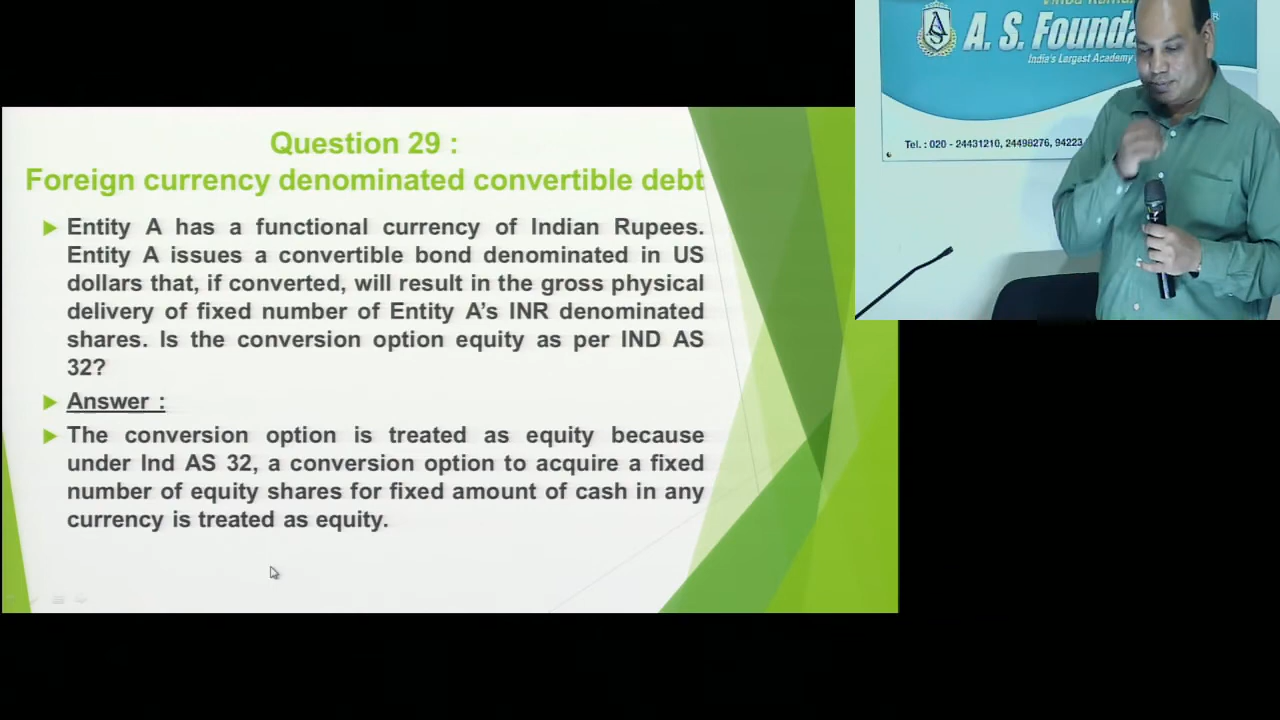 Question 29 :
Foreign currency denominated convertible debt
Entity A has a functional currency of Indian Rupees.
Entity A issues a convertible bond denominated in US
dollars that, if converted, will result in the gross physical
delivery of fixed number of Entity A’s INR denominated
shares. Is the conversion option equity as per IND AS
32?
Answer :
The conversion option is treated as equity because
under Ind AS 32, a conversion option to acquire a fixed
number of equity shares for fixed amount of cash in any
currency is treated as equity.
A. S. Founda
India's Largest Academy
Tel. : 020 - 24431210, 24498276, 94223